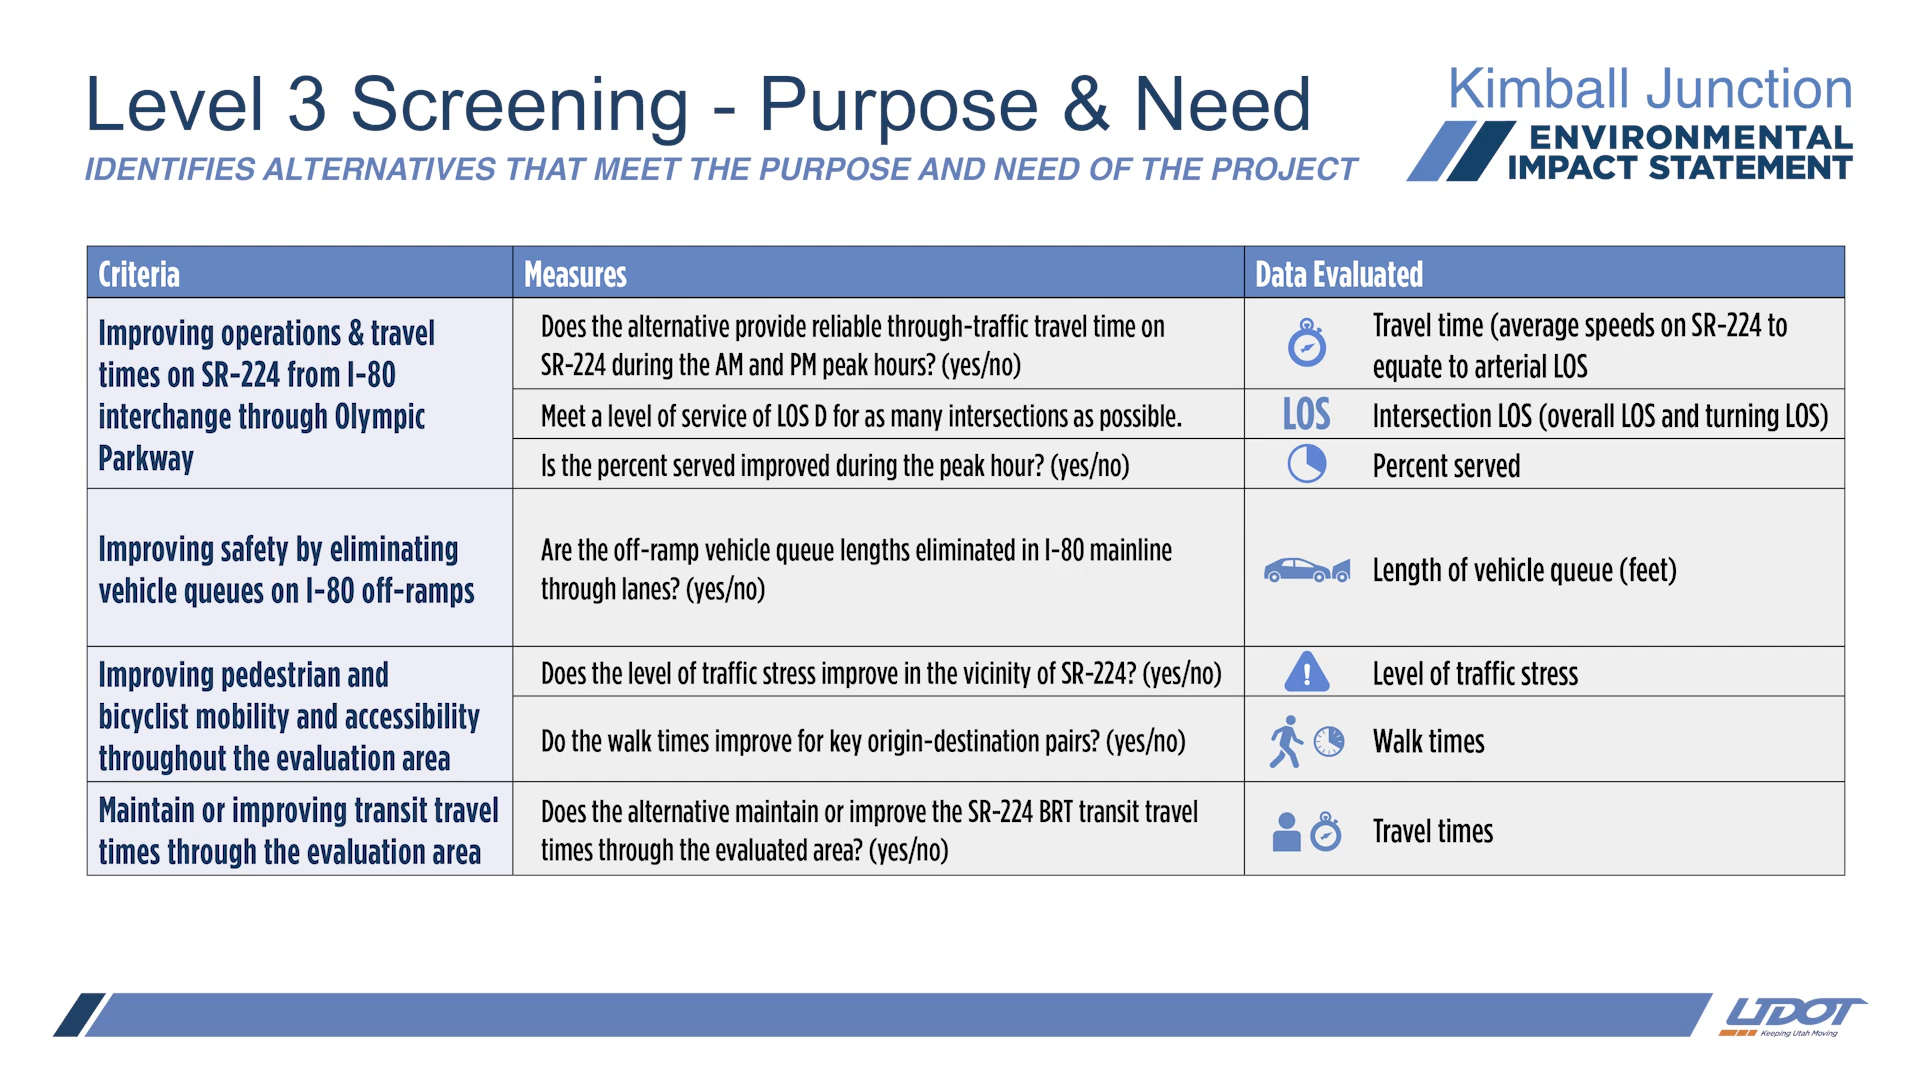 Level 3 Screening - Purpose & Need
IDENTIFIES ALTERNATIVES THAT MEET THE PURPOSE AND NEED OF THE PROJECT
Kimball Junction
ENVIRONMENTAL
IMPACT STATEMENT
Criteria
Measures
Data Evaluated
Improving operations & travel
times on SR-224 from I-80
interchange through Olympic
Parkway
Does the alternative provide reliable through-traffic travel time on
SR-224 during the AM and PM peak hours? (yes/no)
Travel time (average speeds on SR-224 to
equate to arterial LOS
Meet a level of service of LOS D for as many intersections as possible.
LOS
Intersection LOS (overall LOS and turning LOS)
Is the percent served improved during the peak hour? (yes/no)
Percent served
Improving safety by eliminating
vehicle queues on I-80 off-ramps
Are the off-ramp vehicle queue lengths eliminated in I-80 mainline
through lanes? (yes/no)
Length of vehicle queue (feet)
Improving pedestrian and
bicyclist mobility and accessibility
throughout the evaluation area
Does the level of traffic stress improve in the vicinity of SR-224? (yes/no)
Level of traffic stress
Do the walk times improve for key origin-destination pairs? (yes/no)
Walk times
Maintain or improving transit travel
times through the evaluation area
Does the alternative maintain or improve the SR-224 BRT transit travel
times through the evaluated area? (yes/no)
Travel times
UDOT
Keeping Utah Moving